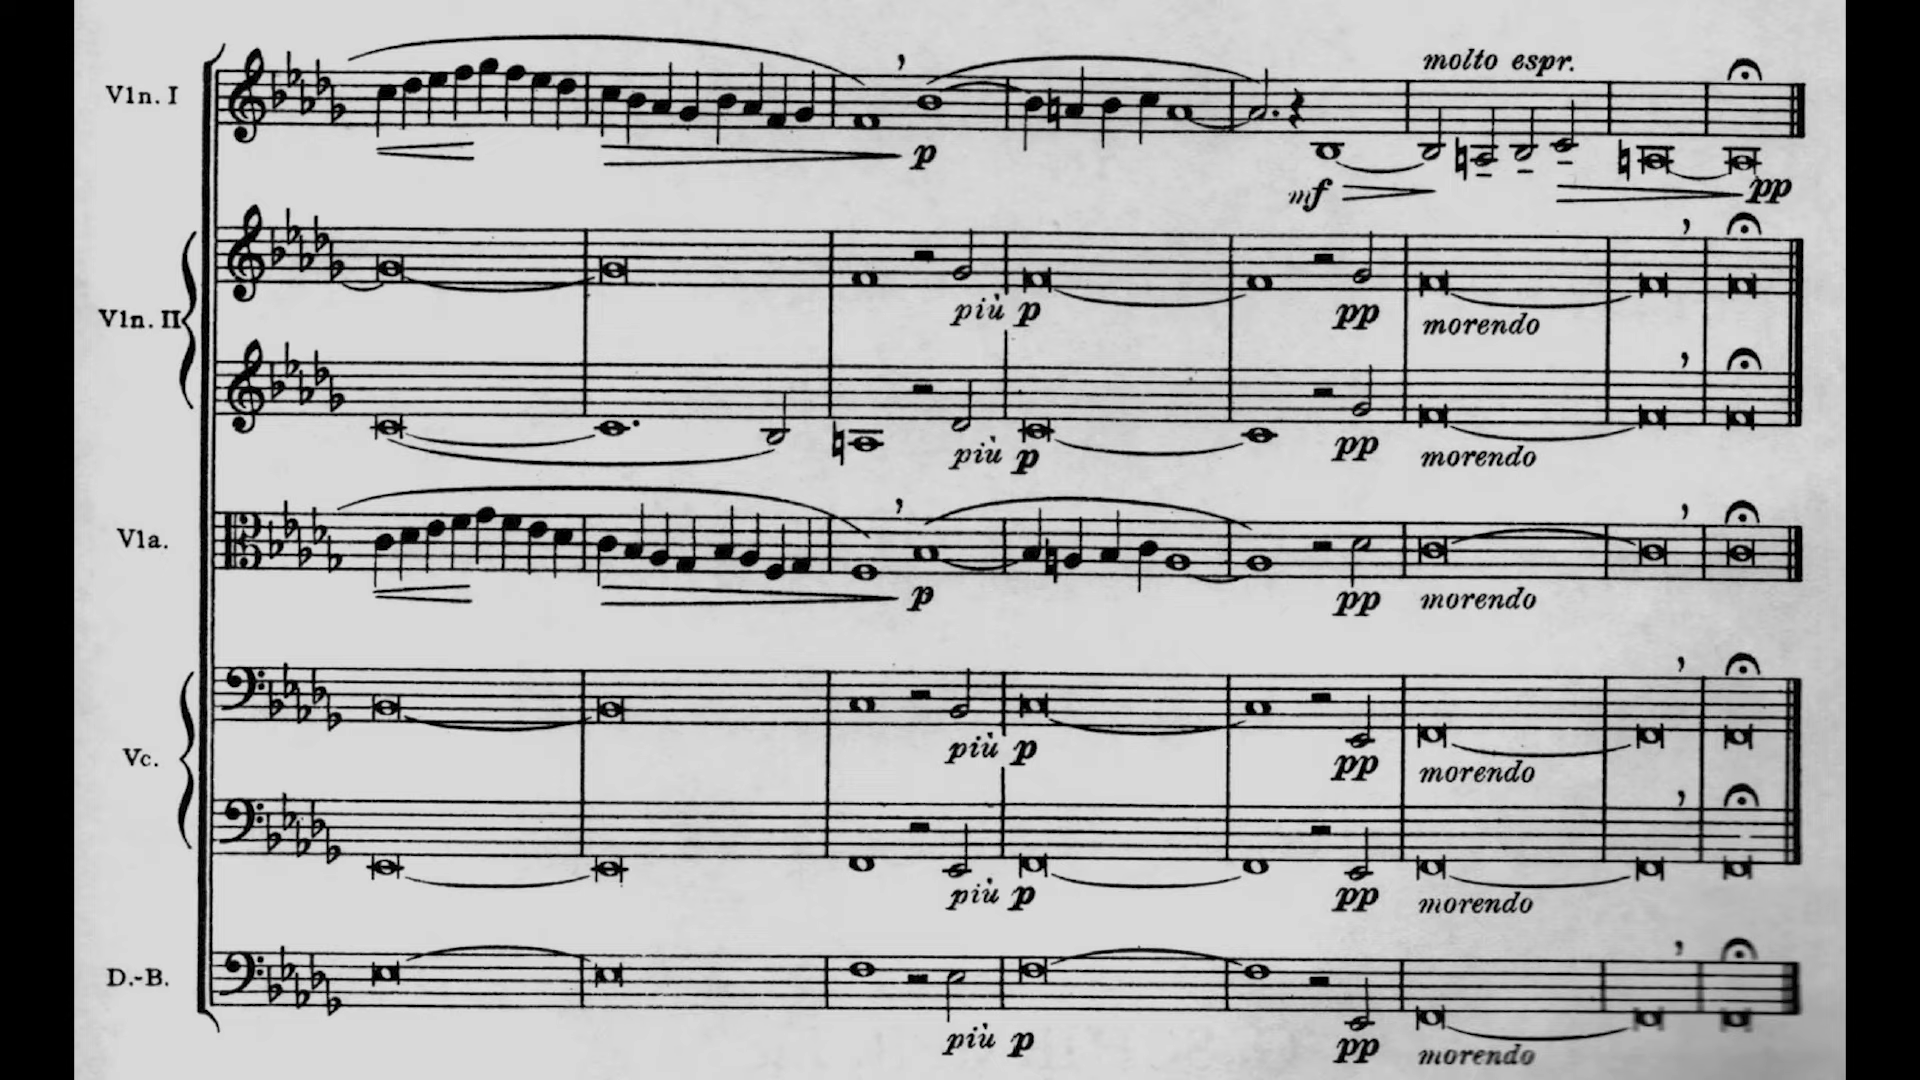 molto espr.
Vln. I
p
mf
pp
Vln. II
più p
pp
morendo
più p
pp
morendo
Vla.
p
pp
morendo
Vc.
più p
pp
morendo
più p
pp
morendo
D.-B.
più p
pp
morendo